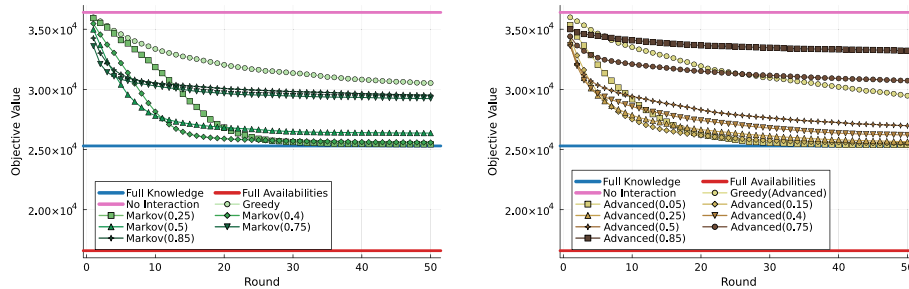 3.50×10⁴
3.00×10⁴
2.50×10⁴
2.00×10⁴
Objective Value
Full Knowledge
Full Availabilities
No Interaction
Greedy
Markov(0.25)
Markov(0.4)
Markov(0.5)
Markov(0.75)
Markov(0.85)
0 10 20 30 40 50
Round
3.50×10⁴
3.00×10⁴
2.50×10⁴
2.00×10⁴
Objective Value
Full Knowledge
Full Availabilities
No Interaction
Greedy(Advanced)
Advanced(0.05)
Advanced(0.15)
Advanced(0.25)
Advanced(0.4)
Advanced(0.5)
Advanced(0.75)
Advanced(0.85)
0 10 20 30 40 50
Round